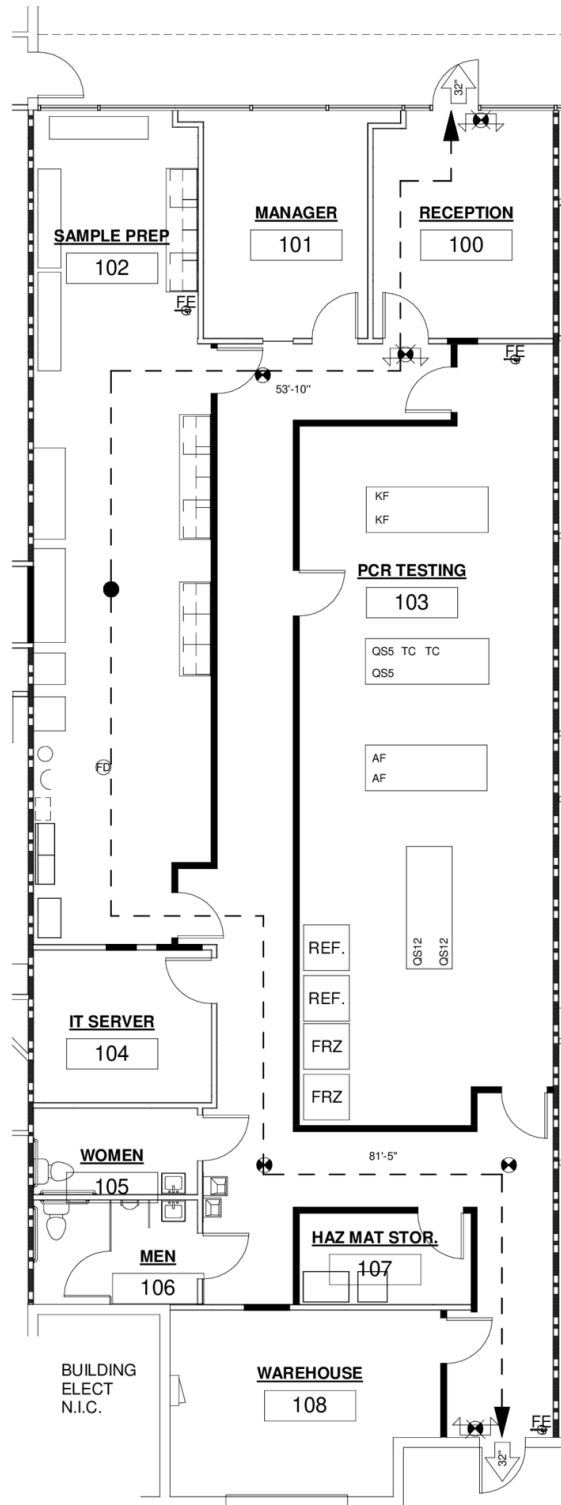 32"
MANAGER
101
RECEPTION
100
SAMPLE PREP
102
FE
FE
53'-10"
KF
KF
PCR TESTING
103
QS5 TC TC
QS5
FD
AF
AF
QS12
QS12
REF.
REF.
FRZ
FRZ
IT SERVER
104
WOMEN
105
81'-5"
MEN
106
HAZ MAT STOR.
107
BUILDING
ELECT
N.I.C.
WAREHOUSE
108
FE
32"